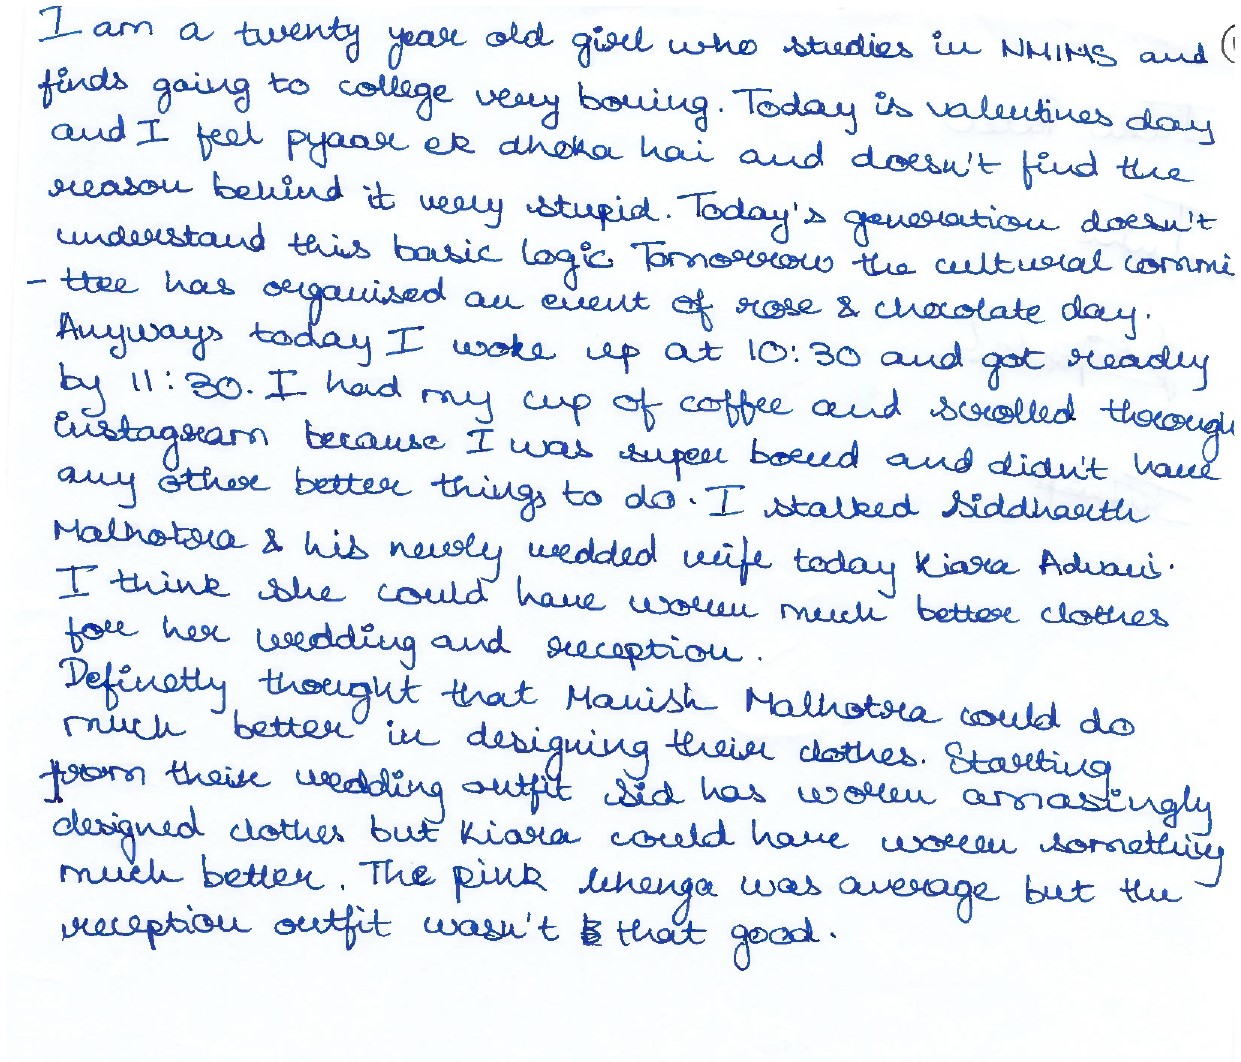 I am a twenty year old girl who studies in NMIMS and
finds going to college very boring. Today is valentines day
and I feel pyaar ek dhoka hai and doesn't find the
reason behind it very stupid. Today's generation doesn't
understand this basic logic Tomorrow the cultural commi
-ttee has organised an event of rose & chocolate day.
Anyways today I woke up at 10:30 and got ready
by 11:30. I had my cup of coffee and scrolled through
instagram because I was super bored and didn't have
any other better things to do. I stalked Siddharth
Malhotra & his newly wedded wife today Kiara Advani.
I think she could have woren much better clothes
for her wedding and reception.
Definetly thought that Manish Malhotra could do
much better in designing their clothes. Starting
from their wedding outfit Sid has woren amasingly
designed clothes but Kiara could have woren something
much better. The pink lehenga was average but the
reception outfit wasn't that good.